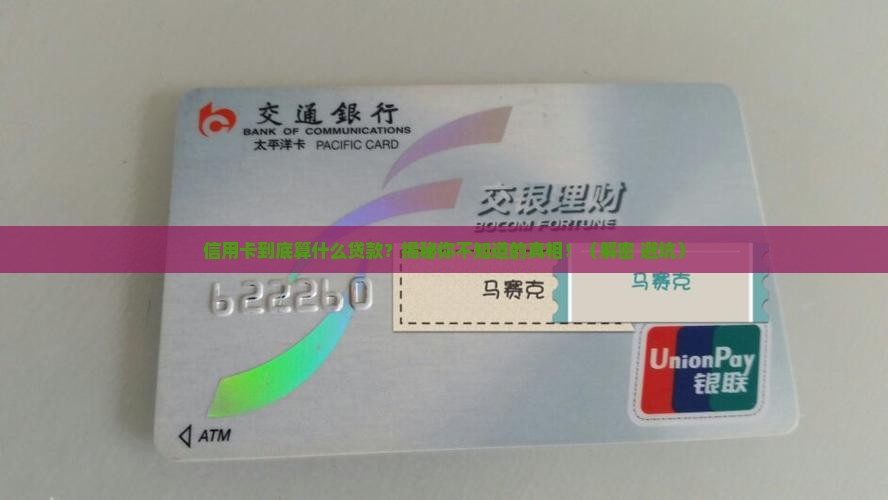 交通銀行
BANK OF COMMUNICATIONS
太平洋卡 PACIFIC CARD
交银理财
BOCOM FORTUNE
信用卡到底算什么贷款？揭秘你不知道的真相！（解密 避坑）
622260
马赛克
马赛克
UnionPay
银联
ATM